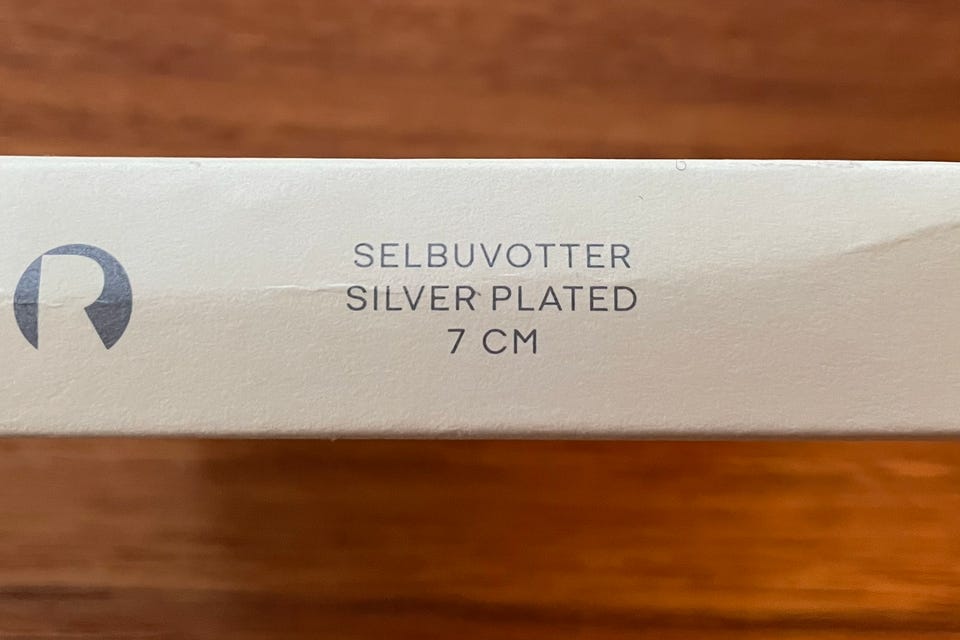 SELBUVOTTER
SILVER PLATED
7 CM